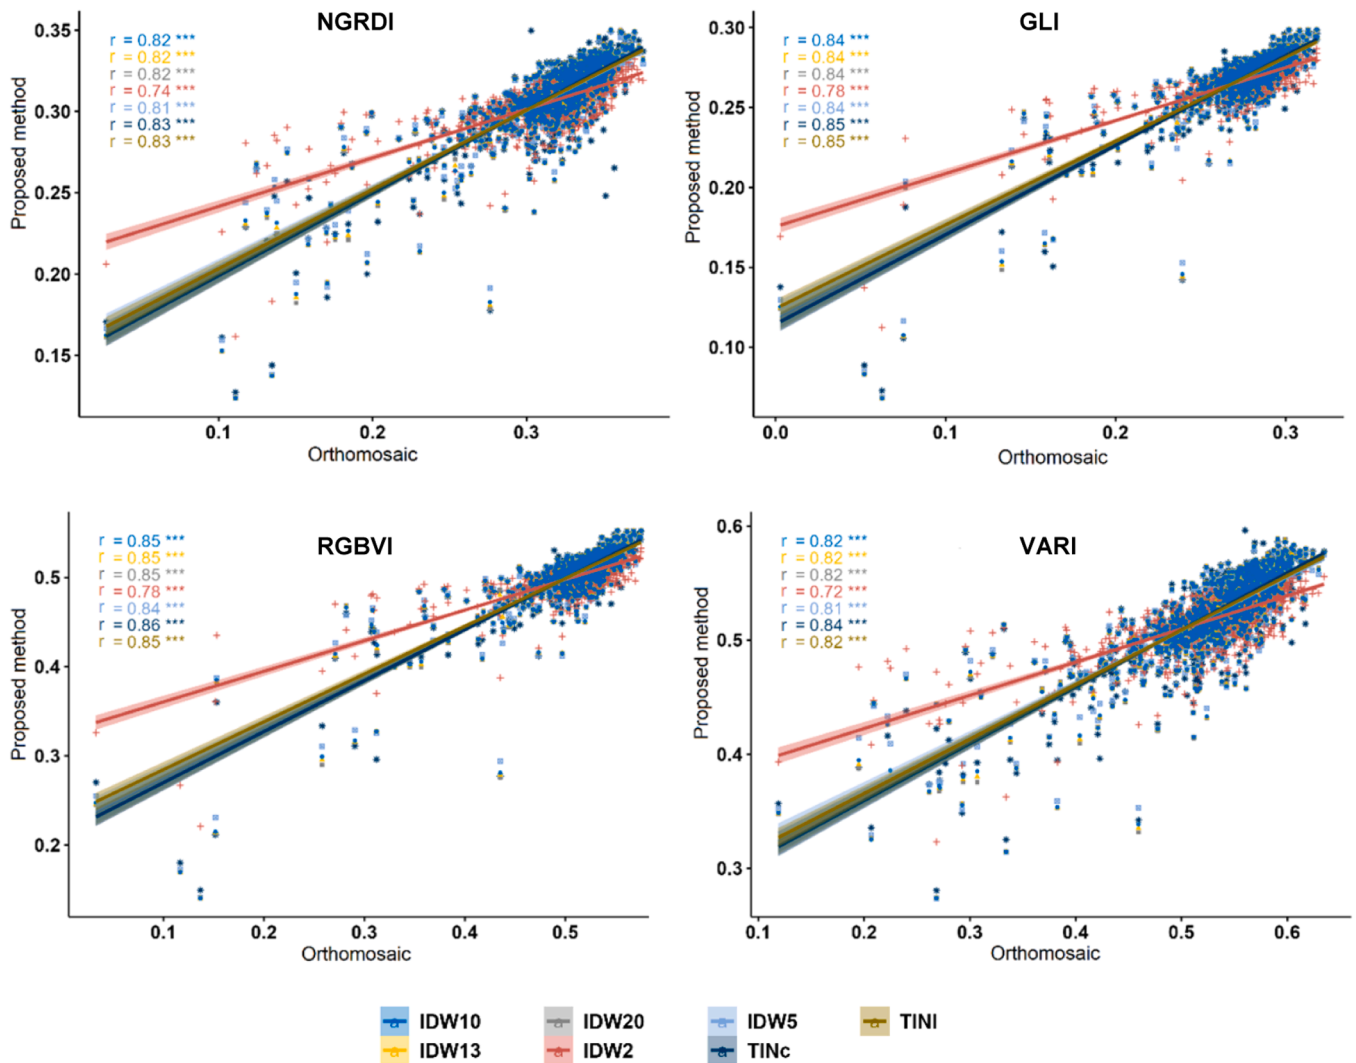 NGRDI
r = 0.82 ***
r = 0.82 ***
r = 0.82 ***
r = 0.74 ***
r = 0.81 ***
r = 0.83 ***
r = 0.83 ***
Proposed method
0.35
0.30
0.25
0.20
0.15
0.1 0.2 0.3
Orthomosaic
GLI
r = 0.84 ***
r = 0.84 ***
r = 0.84 ***
r = 0.78 ***
r = 0.84 ***
r = 0.85 ***
r = 0.85 ***
Proposed method
0.30
0.25
0.20
0.15
0.10
0.0 0.1 0.2 0.3
Orthomosaic
RGBVI
r = 0.85 ***
r = 0.85 ***
r = 0.85 ***
r = 0.78 ***
r = 0.84 ***
r = 0.86 ***
r = 0.85 ***
Proposed method
0.5
0.4
0.3
0.2
0.1 0.2 0.3 0.4 0.5
Orthomosaic
VARI
r = 0.82 ***
r = 0.82 ***
r = 0.82 ***
r = 0.72 ***
r = 0.81 ***
r = 0.84 ***
r = 0.82 ***
Proposed method
0.6
0.5
0.4
0.3
0.1 0.2 0.3 0.4 0.5 0.6
Orthomosaic
a IDW10 a IDW20 a IDW5 a TINl
a IDW13 a IDW2 a TINc